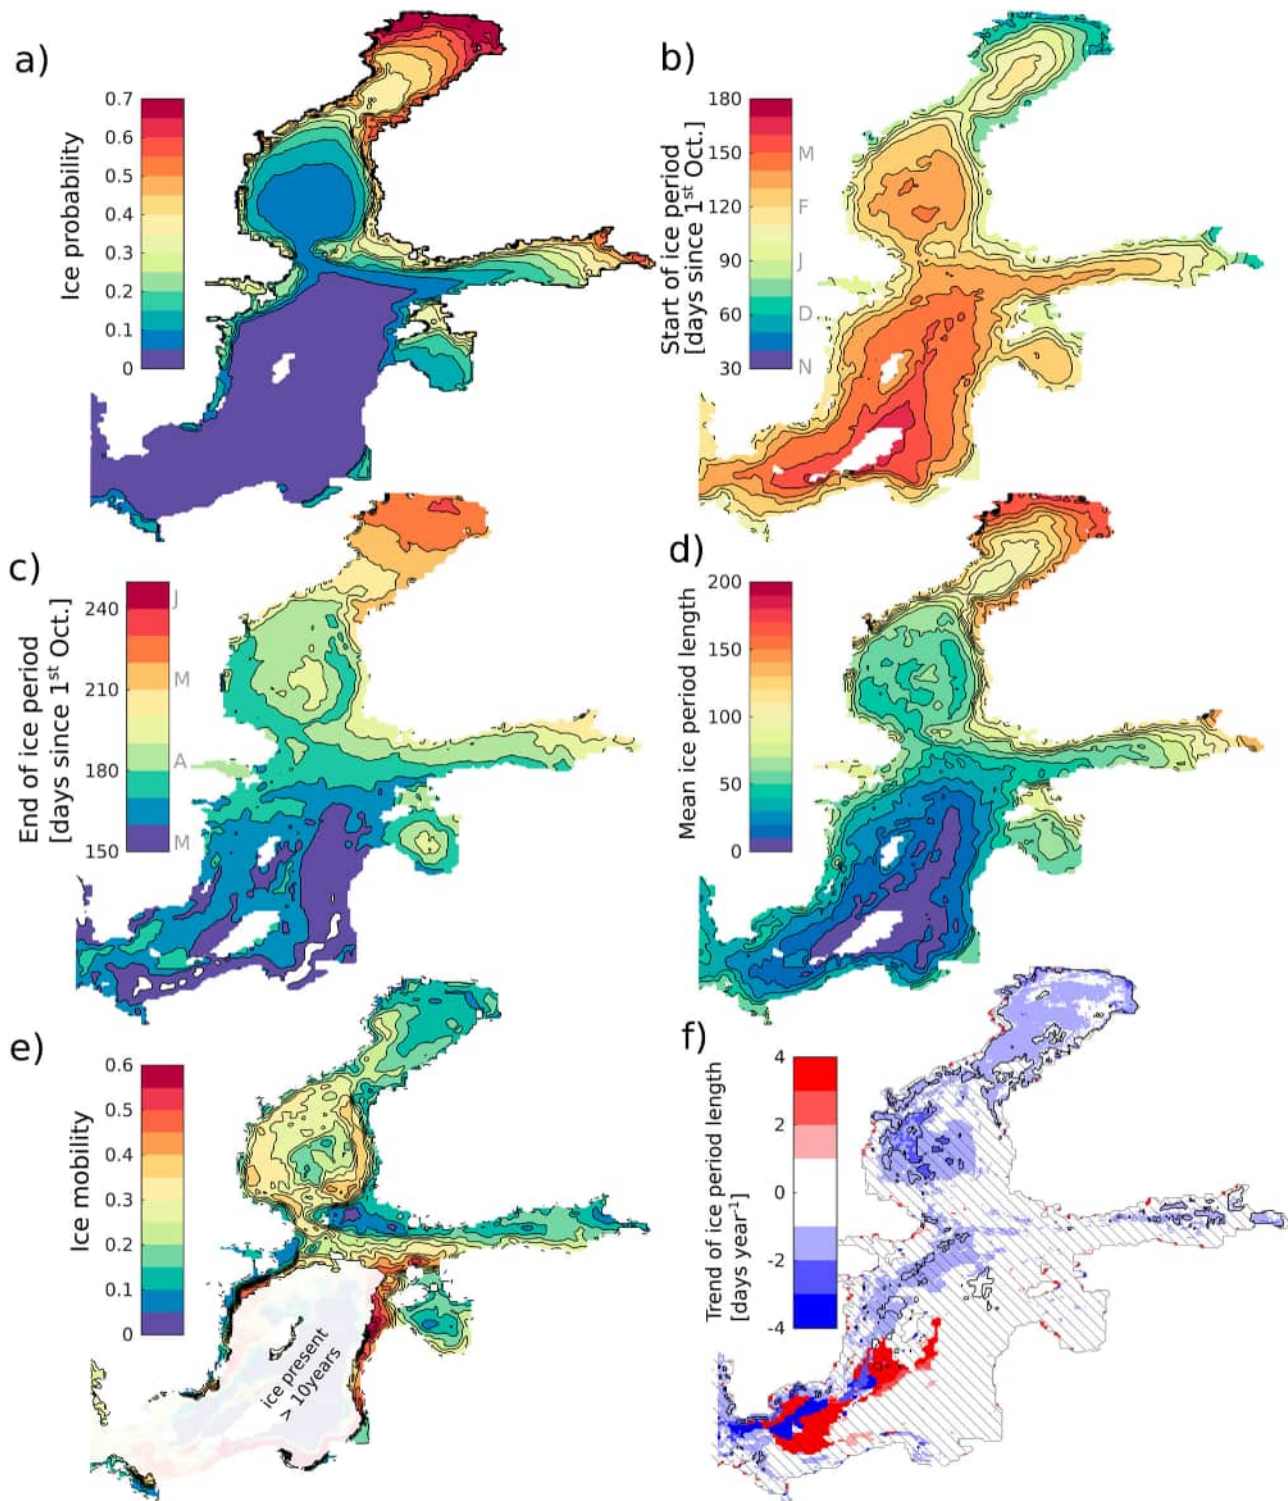 a)
Ice probability
0.7
0.6
0.5
0.4
0.3
0.2
0.1
0
b)
Start of ice period
[days since 1st Oct.]
180
150
120
90
60
30
M
F
J
D
N
c)
End of ice period
[days since 1st Oct.]
240
210
180
150
J
M
A
M
d)
Mean ice period length
200
150
100
50
0
e)
Ice mobility
0.6
0.5
0.4
0.3
0.2
0.1
0
ice present
> 10years
f)
Trend of ice period length
[days year-1]
4
2
0
-2
-4